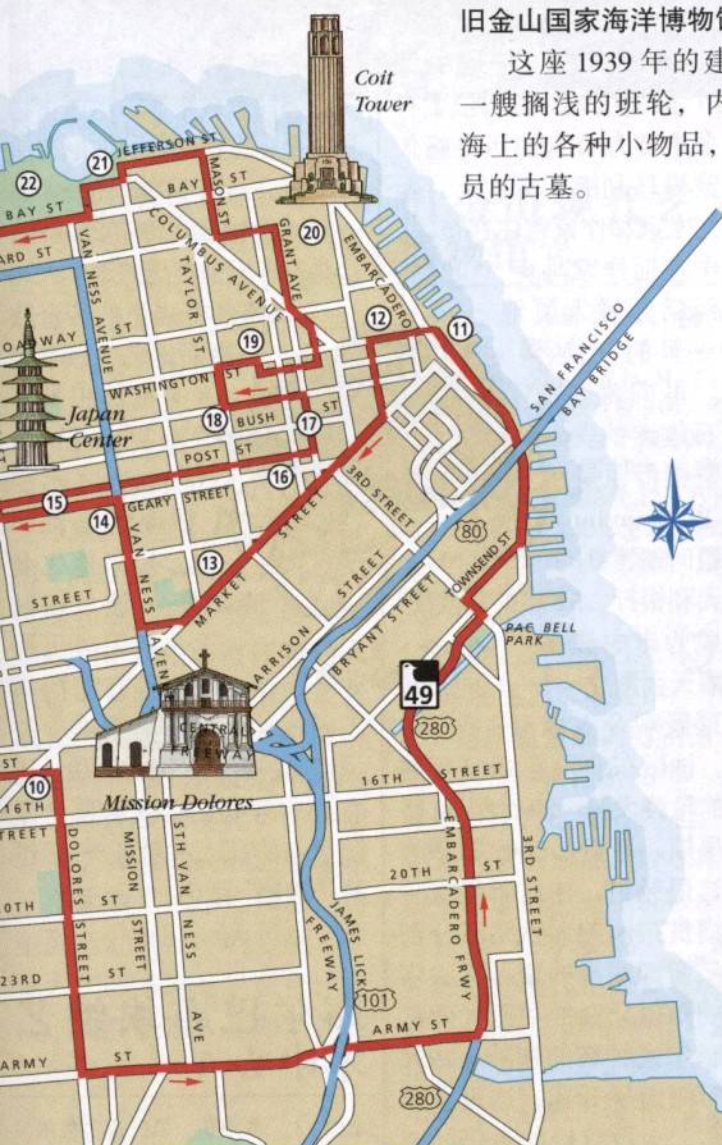 旧金山国家海洋博物馆
这座 1939 年的建
一艘搁浅的班轮，内
海上的各种小物品，
员的古墓。
Coit
Tower
JEFFERSON ST
21
22
BAY ST
MASON ST
BAY ST
20
ARD ST
COLUMBUS AVENUE
GRANT AVE
EMBARCADERO
VAN NESS AVENUE
TAYLOR ST
12
11
19
OADWAY ST
SAN FRANCISCO
BAY BRIDGE
WASHINGTON ST
Japan
Center
18
BUSH ST
17
POST ST
16
3RD STREET
15
14
GEARY STREET
80
VAN NESS AVEN
13
MARKET STREET
STREET
TOWNSEND ST
STREET
BRYANT STREET
ARRISON
PAC BELL
PARK
49
280
CENTRAL
FREEWAY
Mission Dolores
ST
10
16TH STREET
16TH
TREET
DOLORES STREET
MISSION STREET
STH VAN NESS AVE
EMBARCADERO FRWY
3RD STREET
20TH ST
0TH ST
JAMES LICK
FREEWAY
23RD ST
101
ARMY ST
ARMY ST
280